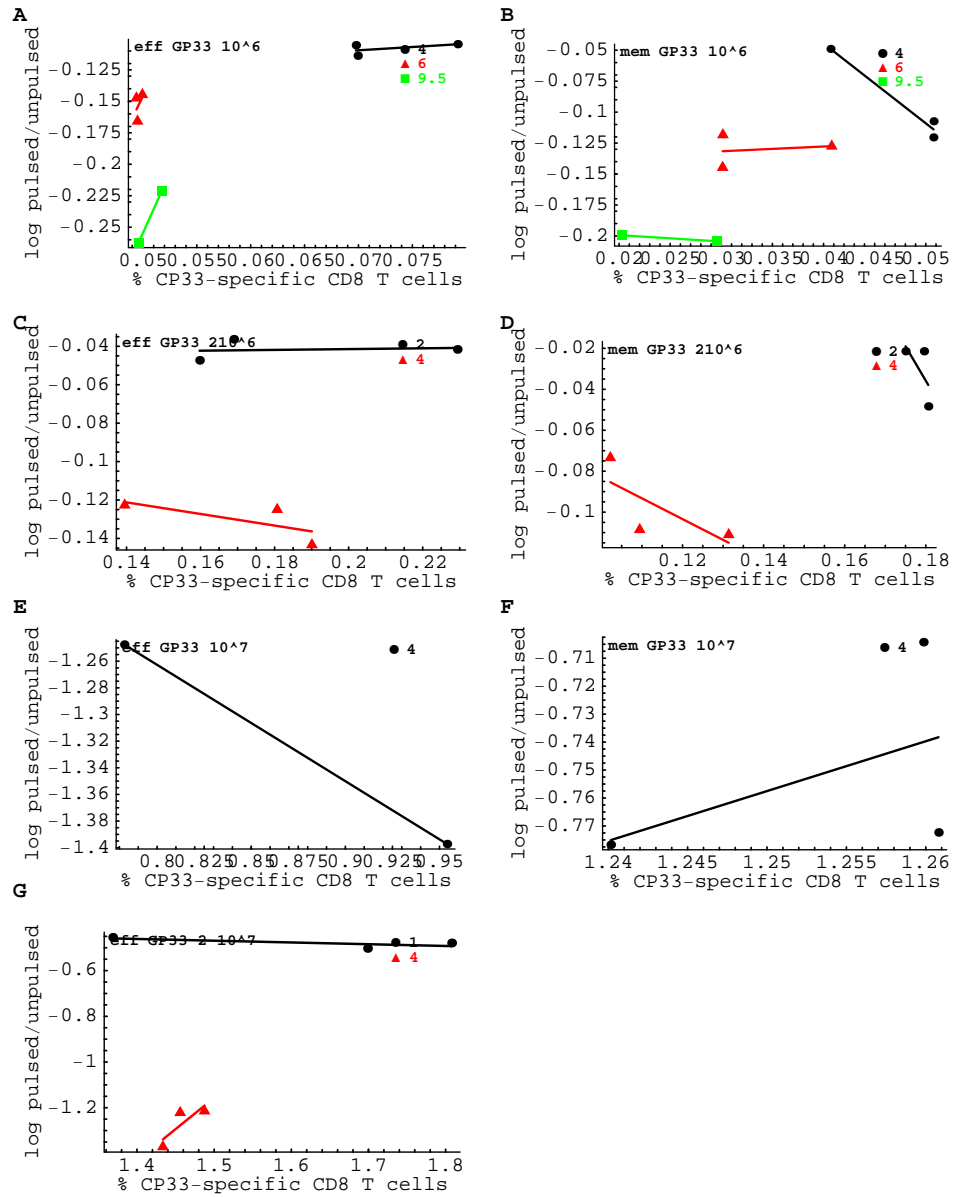 A
eff GP33 10^6
4
6
9.5
log pulsed/unpulsed
−0.125
−0.15
−0.175
−0.2
−0.225
−0.25
0.060 0.070 0.075
% CP33-specific CD8 T cells
B
mem GP33 10^6
4
6
9.5
log pulsed/unpulsed
−0.05
−0.075
−0.1
−0.125
−0.15
−0.175
−0.2
0.02 0.025 0.03 0.035 0.04 0.045 0.05
% CP33-specific CD8 T cells
C
eff GP33 210^6
2
4
log pulsed/unpulsed
−0.04
−0.06
−0.08
−0.1
−0.12
−0.14
0.14 0.16 0.18 0.2 0.22
% CP33-specific CD8 T cells
D
mem GP33 210^6
2
4
log pulsed/unpulsed
−0.02
−0.04
−0.06
−0.08
−0.1
0.12 0.14 0.16 0.18
% CP33-specific CD8 T cells
E
eff GP33 10^7
4
log pulsed/unpulsed
−1.26
−1.28
−1.3
−1.32
−1.34
−1.36
−1.38
−1.4
0.80 0.825 0.85 0.875 0.90 0.925 0.95
% CP33-specific CD8 T cells
F
mem GP33 10^7
4
log pulsed/unpulsed
−0.71
−0.72
−0.73
−0.74
−0.75
−0.76
−0.77
1.24 1.245 1.25 1.255 1.26
% CP33-specific CD8 T cells
G
eff GP33 2 10^7
1
4
log pulsed/unpulsed
−0.6
−0.8
−1
−1.2
1.4 1.5 1.6 1.7 1.8
% CP33-specific CD8 T cells